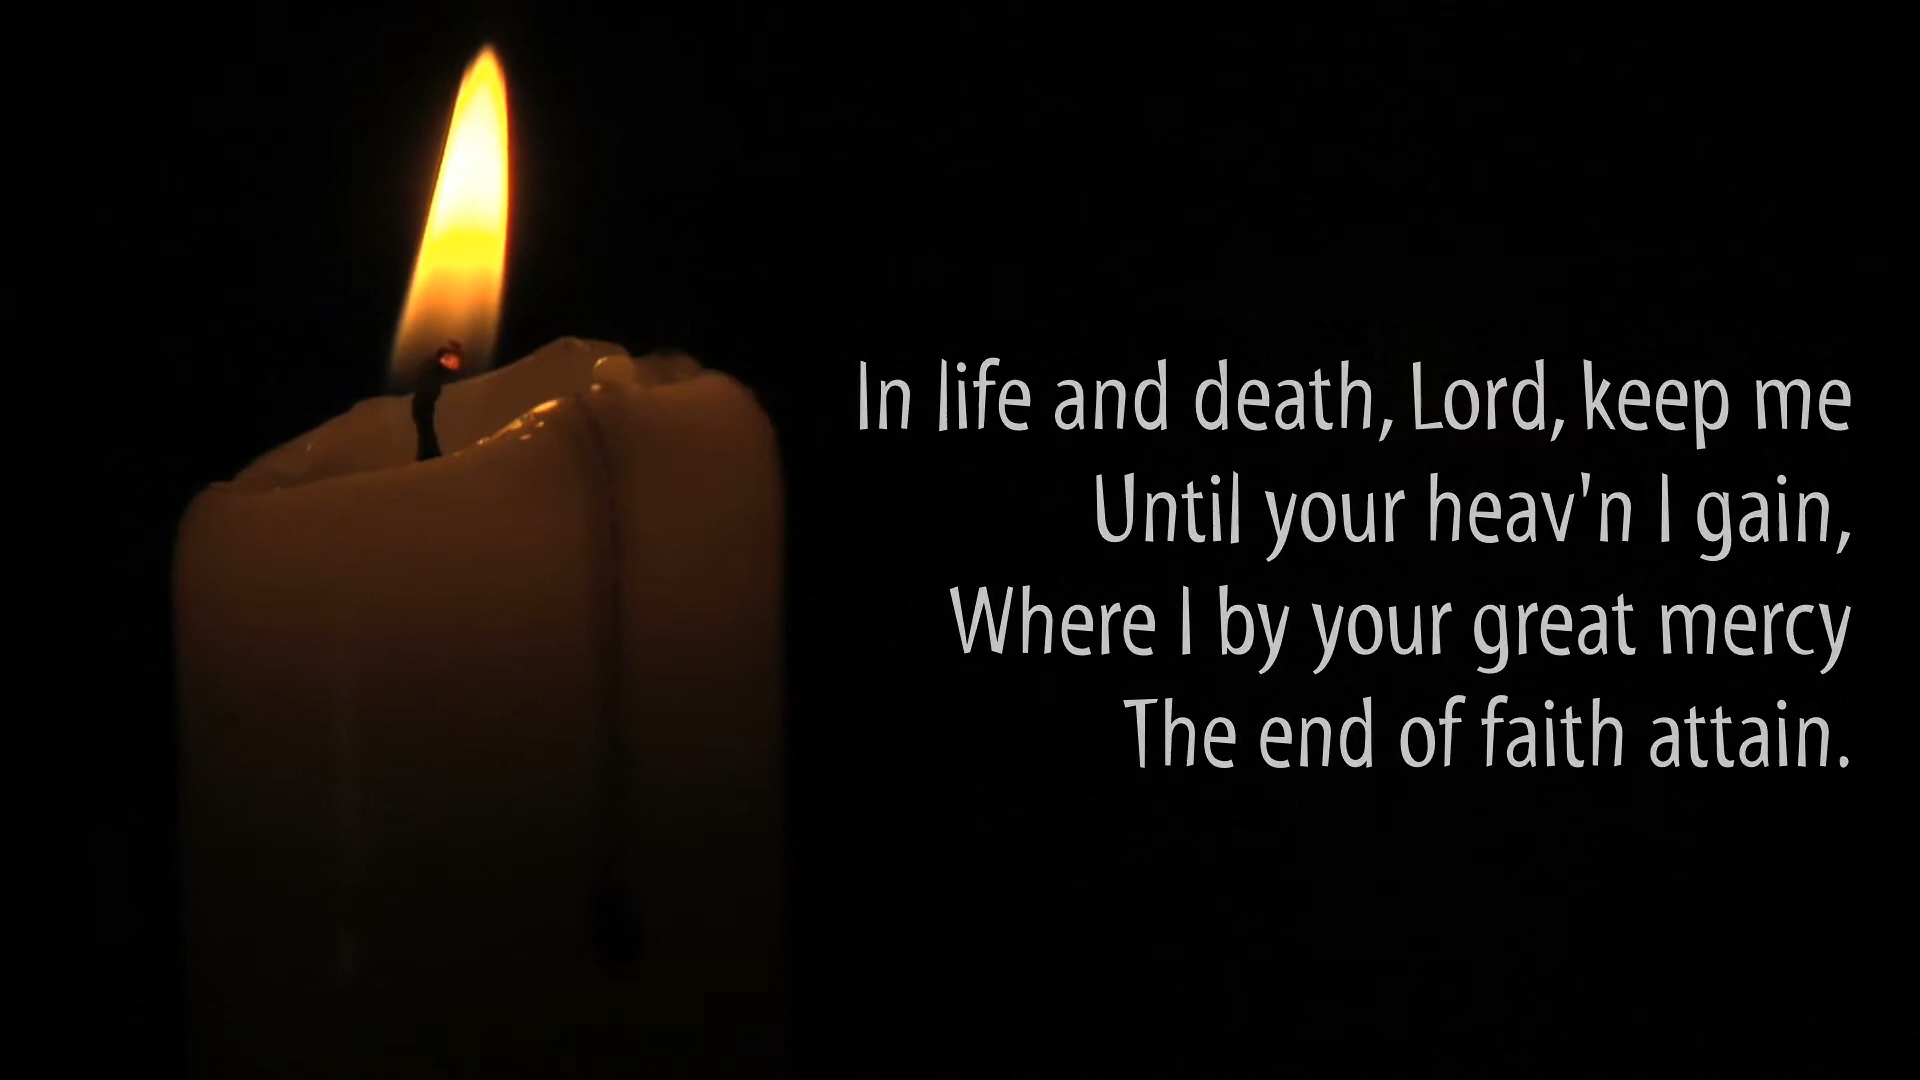 In life and death, Lord, keep me
Until your heav'n I gain,
Where I by your great mercy
The end of faith attain.